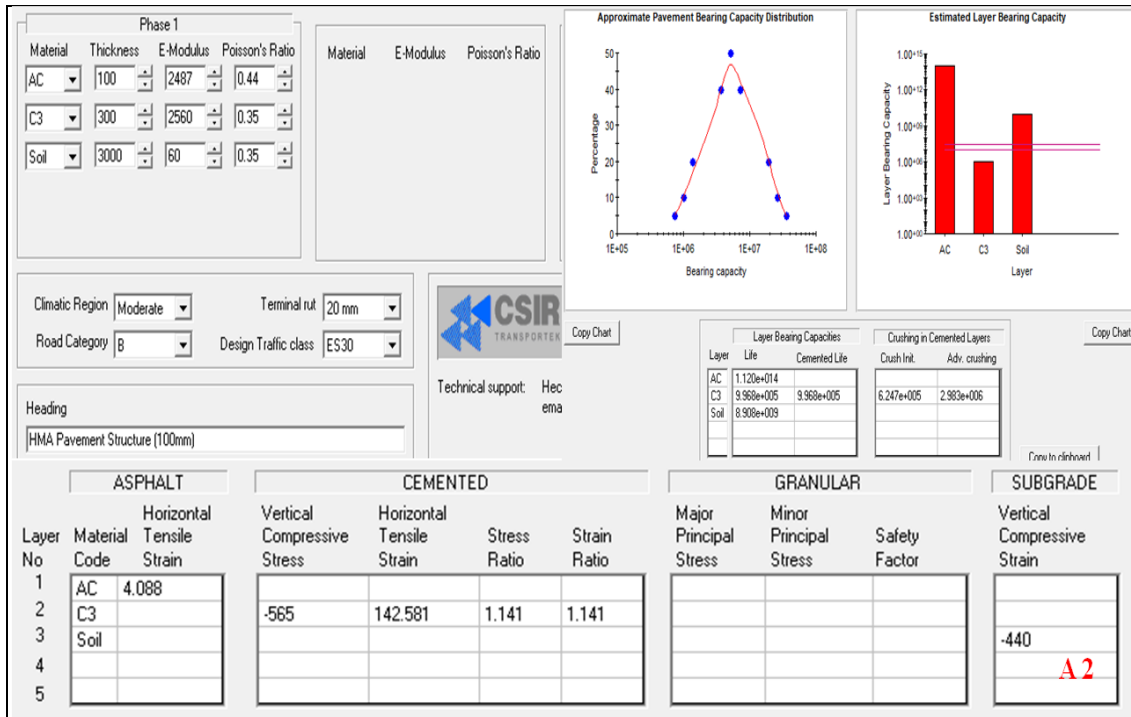 Phase 1
Material Thickness E-Modulus Poisson's Ratio
AC 100 2487 0.44
C3 300 2560 0.35
Soil 3000 60 0.35
Material E-Modulus Poisson's Ratio
Approximate Pavement Bearing Capacity Distribution
Percentage
50
40
30
20
10
0
1E+05 1E+06 1E+07 1E+08
Bearing capacity
Estimated Layer Bearing Capacity
Layer Bearing Capacity
1.00+15
1.00+12
1.00+09
1.00+06
1.00+03
1.00+00
AC C3 Soil
Layer
Climatic Region Moderate Terminal rut 20 mm
Road Category B Design Traffic class ES30
CSIR
TRANSPORTEK
Technical support: Hec
ema
Copy Chart
Copy Chart
Layer Bearing Capacities Crushing in Cemented Layers
Layer Life Cemented Life Crush Init. Adv. crushing
AC 1.120e+014
C3 9.968e+005 9.968e+005 6.247e+005 2.983e+006
Soil 8.908e+009
Copy to clipboard
Heading
HMA Pavement Structure (100mm)
ASPHALT CEMENTED GRANULAR SUBGRADE
Horizontal Vertical Horizontal Major Minor Vertical
Layer Material Tensile Compressive Tensile Stress Strain Principal Principal Safety Compressive
No Code Strain Stress Strain Ratio Ratio Stress Stress Factor Strain
1 AC 4.088
2 C3 -565 142.581 1.141 1.141
3 Soil -440
4
5
A 2